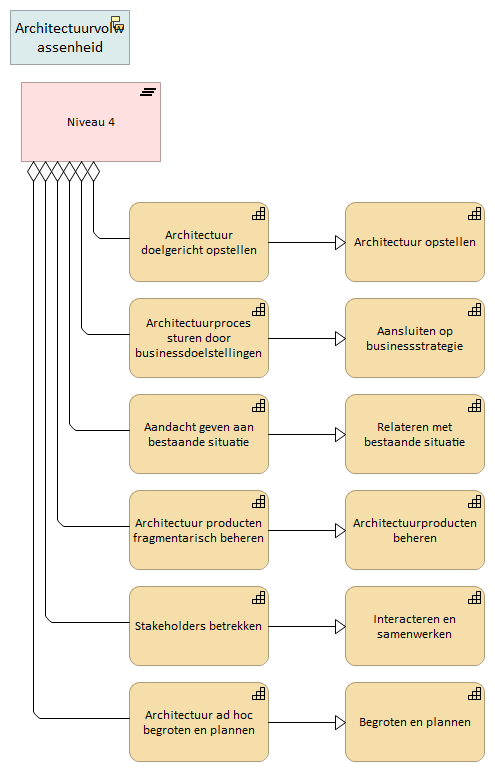 Architectuurvolw
assenheid
Niveau 4
Architectuur
doelgericht opstellen
Architectuur opstellen
Architectuurproces
sturen door
businessdoelstellingen
Aansluiten op
businessstrategie
Aandacht geven aan
bestaande situatie
Relateren met
bestaande situatie
Architectuur producten
fragmentarisch beheren
Architectuurproducten
beheren
Stakeholders betrekken
Interacteren en
samenwerken
Architectuur ad hoc
begroten en plannen
Begroten en plannen